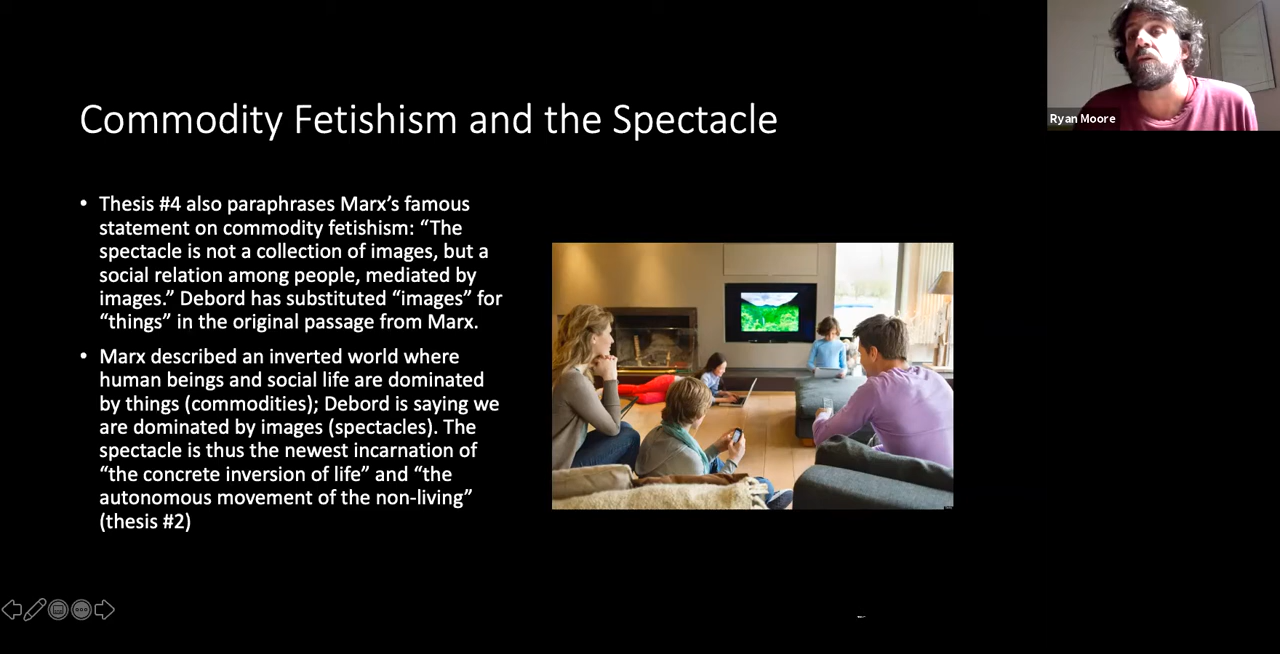 Commodity Fetishism and the Spectacle
• Thesis #4 also paraphrases Marx’s famous
statement on commodity fetishism: “The
spectacle is not a collection of images, but a
social relation among people, mediated by
images.” Debord has substituted “images” for
“things” in the original passage from Marx.
• Marx described an inverted world where
human beings and social life are dominated
by things (commodities); Debord is saying we
are dominated by images (spectacles). The
spectacle is thus the newest incarnation of
“the concrete inversion of life” and “the
autonomous movement of the non-living”
(thesis #2)
Ryan Moore